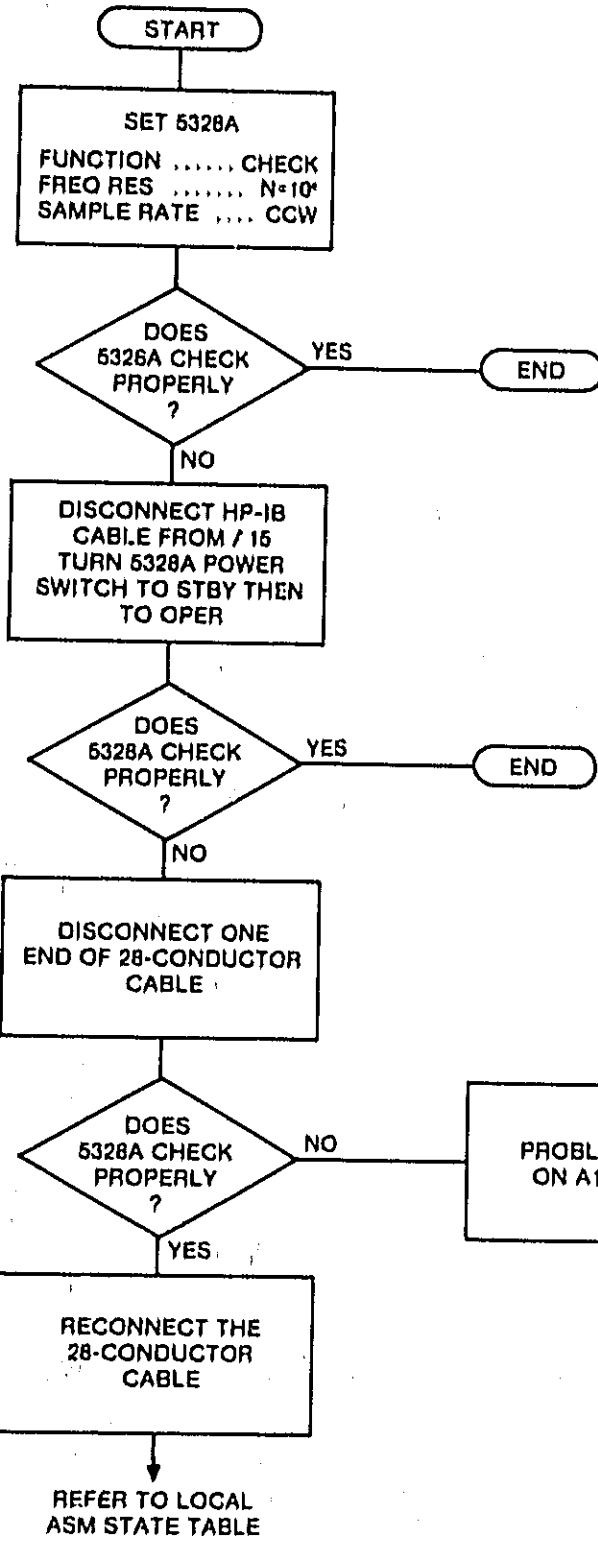 START
SET 5328A
FUNCTION ...... CHECK
FREQ RES ....... N=10⁴
SAMPLE RATE .... CCW
DOES
5328A CHECK
PROPERLY
?
YES
END
NO
DISCONNECT HP-IB
CABLE FROM / 15
TURN 5328A POWER
SWITCH TO STBY THEN
TO OPER
DOES
5328A CHECK
PROPERLY
?
YES
END
NO
DISCONNECT ONE
END OF 28-CONDUCTOR
CABLE
DOES
5328A CHECK
PROPERLY
?
NO
PROBL
ON A1
YES
RECONNECT THE
28-CONDUCTOR
CABLE
REFER TO LOCAL
ASM STATE TABLE